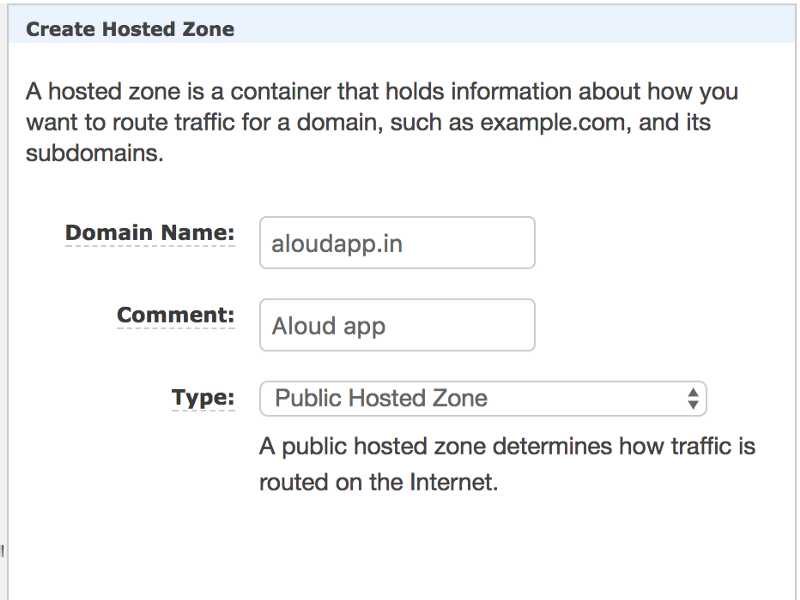 Create Hosted Zone
A hosted zone is a container that holds information about how you
want to route traffic for a domain, such as example.com, and its
subdomains.
Domain Name: aloudapp.in
Comment: Aloud app
Type: Public Hosted Zone
A public hosted zone determines how traffic is
routed on the Internet.